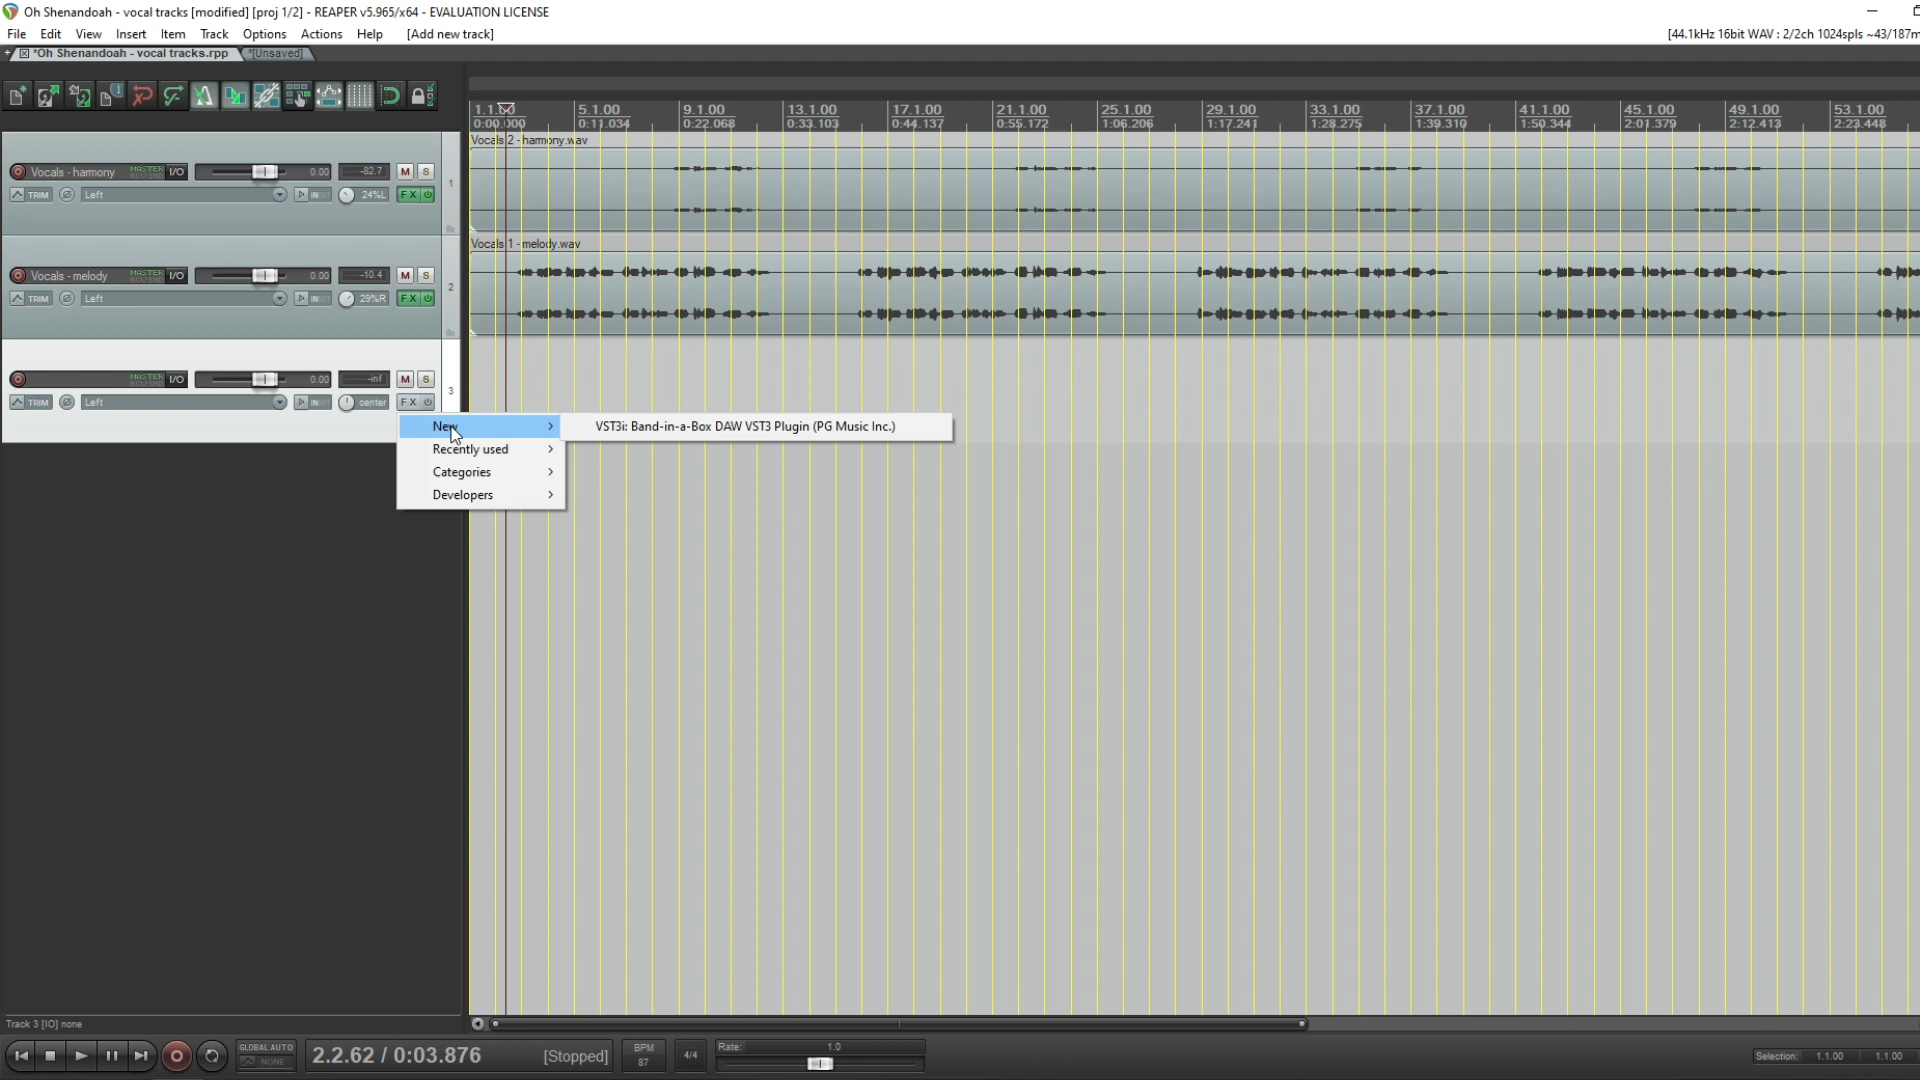 Oh Shenandoah - vocal tracks [modified] [proj 1/2] - REAPER v5.965/x64 - EVALUATION LICENSE
File Edit View Insert Item Track Options Actions Help [Add new track]
[44.1kHz 16bit WAV : 2/2ch 1024spls ~43/187m
*Oh Shenandoah - vocal tracks.rpp
*[Unsaved]
1.1.00 5.1.00 9.1.00 13.1.00 17.1.00 21.1.00 25.1.00 29.1.00 33.1.00 37.1.00 41.1.00 45.1.00 49.1.00 53.1.00
0:00.000 0:11.034 0:22.068 0:33.103 0:44.137 0:55.172 1:06.206 1:17.241 1:28.275 1:39.310 1:50.344 2:01.379 2:12.413 2:23.448
Vocals 2 - harmony.wav
Vocals - harmony MASTER I/O 0.00 -82.7 M S
TRIM Left IN 24%L FX
1
Vocals 1 - melody.wav
Vocals - melody MASTER I/O 0.00 -10.4 M S
TRIM Left IN 29%R FX
2
MASTER I/O 0.00 -inf M S
TRIM Left IN center FX
3
New
VST3i: Band-in-a-Box DAW VST3 Plugin (PG Music Inc.)
Recently used
Categories
Developers
Track 3 [IO] none
GLOBAL AUTO
NONE
2.2.62 / 0:03.876 [Stopped]
BPM
87
4/4
Rate: 1.0
Selection: 1.1.00 1.1.00